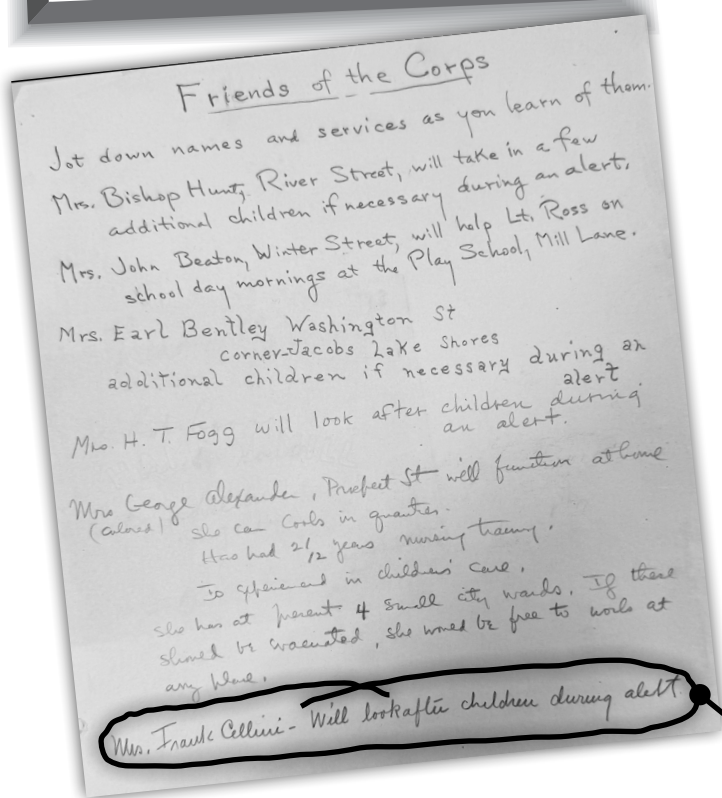 Friends of the Corps
Jot down names and services as you learn of them.
Mrs. Bishop Hunt, River Street, will take in a few
additional children if necessary during an alert.
Mrs. John Beaton, Winter Street, will help Lt. Ross on
school day mornings at the Play School, Mill Lane.
Mrs. Earl Bentley Washington St
corner-Jacobs Lake Shores
additional children if necessary during an
alert
Mrs. H. T. Fogg will look after children during
an alert.
Mrs George Alexander, Prospect St will function at home
(colored) she can Cook in quantities.
Has had 2 1/2 years nursing training.
Is experienced in childrens' care.
She has at present 4 small city wards. If these
should be evacuated, she would be free to work at
any place.
Mrs. Frank Cellini - Will look after children during alert.